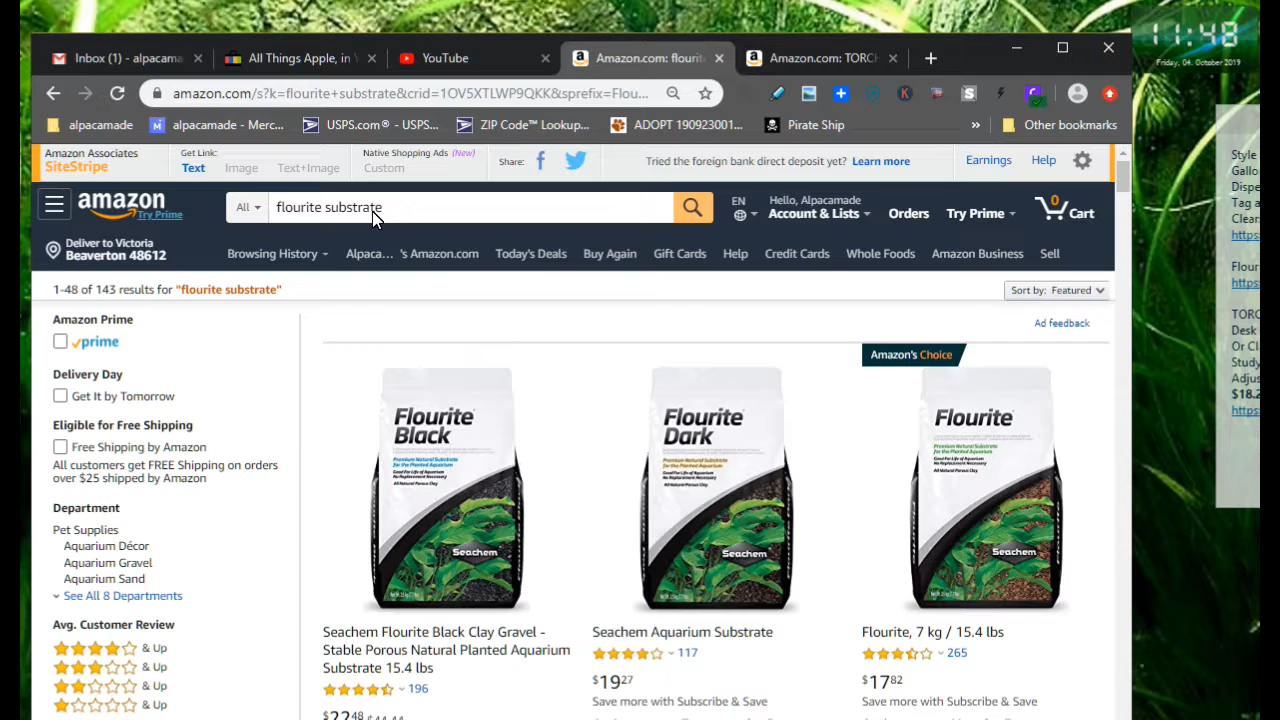 11:48
Friday, 04. October 2019
Inbox (1) - alpacama
All Things Apple, in
YouTube
Amazon.com: flourit
Amazon.com: TORCH
amazon.com/s?k=flourite+substrate&crid=1OV5XTLWP9QKK&sprefix=Flou...
alpacamade
alpacamade - Merc...
USPS.com® - USPS...
ZIP Code™ Lookup...
ADOPT 190923001...
Pirate Ship
»
Other bookmarks
Amazon Associates
SiteStripe
Get Link:
Text
Image
Text+Image
Native Shopping Ads (New)
Custom
Share:
Tried the foreign bank direct deposit yet? Learn more
Earnings
Help
amazon
Try Prime
All
flourite substrate
EN
Hello, Alpacamade
Account & Lists
Orders
Try Prime
0
Cart
Deliver to Victoria
Beaverton 48612
Browsing History
Alpaca... 's Amazon.com
Today's Deals
Buy Again
Gift Cards
Help
Credit Cards
Whole Foods
Amazon Business
Sell
1-48 of 143 results for "flourite substrate"
Sort by: Featured
Amazon Prime
prime
Delivery Day
Get It by Tomorrow
Eligible for Free Shipping
Free Shipping by Amazon
All customers get FREE Shipping on orders
over $25 shipped by Amazon
Department
Pet Supplies
Aquarium Décor
Aquarium Gravel
Aquarium Sand
See All 8 Departments
Avg. Customer Review
& Up
& Up
& Up
& Up
Ad feedback
Flourite
Black
Premium Natural Substrate
for the Planted Aquarium
Good For Life of Aquarium
No Replacement Necessary
All Natural Porous Clay
Seachem
Seachem Flourite Black Clay Gravel -
Stable Porous Natural Planted Aquarium
Substrate 15.4 lbs
196
$22.48 $44.44
Flourite
Dark
Premium Natural Substrate
for the Planted Aquarium
Good For Life of Aquarium
No Replacement Necessary
All Natural Porous Clay
Seachem
Seachem Aquarium Substrate
117
$19.27
Save more with Subscribe & Save
Amazon's Choice
Flourite
Premium Natural Substrate
for the Planted Aquarium
Good For Life of Aquarium
No Replacement Necessary
All Natural Porous Clay
Seachem
Flourite, 7 kg / 15.4 lbs
265
$17.82
Save more with Subscribe & Save
Style
Gallo
Dispe
Tag a
Clear
https
Flour
https
TORC
Desk
Or Cl
Study
Adjus
$18.2
https